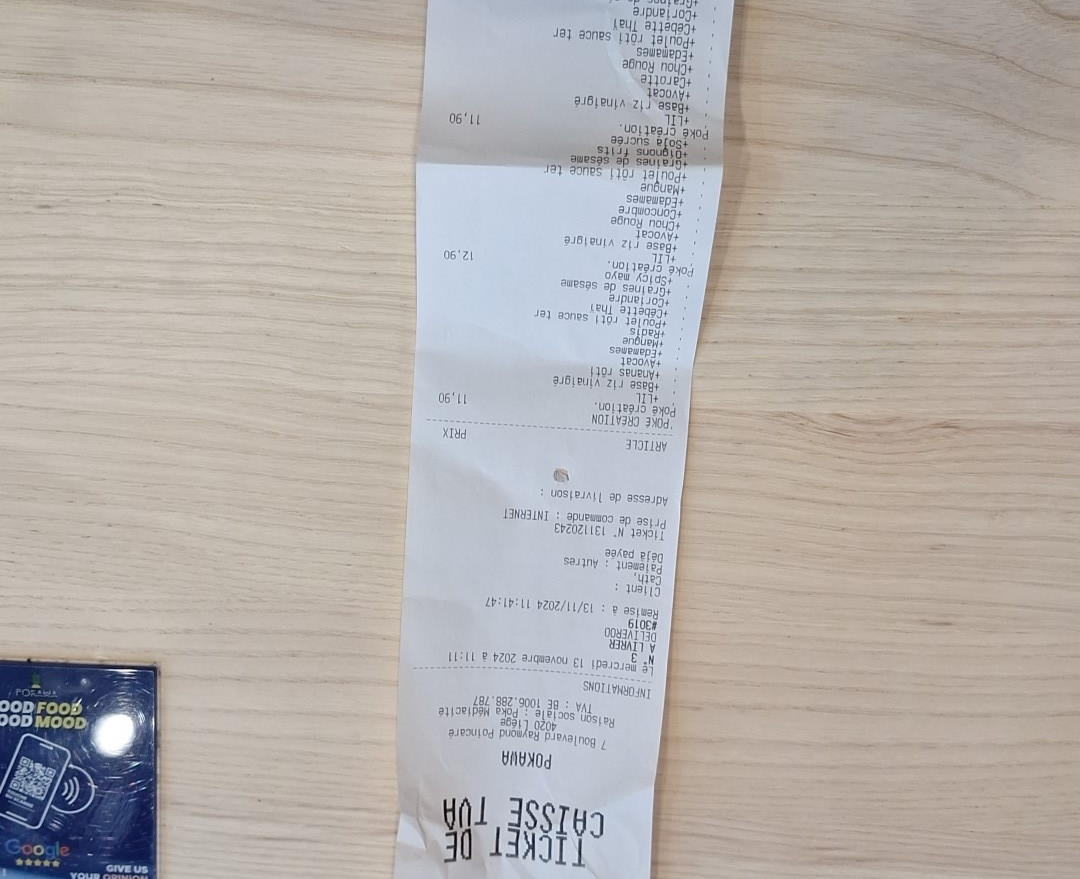 TICKET DE
CAISSE TVA
POKAWA
7 Boulevard Raymond Poincaré
4020 Liège
Raison sociale : Poka Médiacité
TVA : BE 1006.288.787
INFORMATIONS
Le mercredi 13 novembre 2024 à 11:11
N° 3
A LIVRER
DELIVEROO
#3019
Remise à : 13/11/2024 11:41:47
Client :
Cath,
Paiement : Autres
Déjà payée
Ticket N° 131120243
Prise de commande : INTERNET
Adresse de livraison :
ARTICLE PRIX
'POKE CREATION
Poké création. 11,90
+LIL
+Base riz vinaigré
+Ananas rôti
+Avocat
+Edamames
+Mangue
+Radis
+Poulet rôti sauce ter
+Cébette Thaï
+Coriandre
+Graines de sésame
+Spicy mayo
Poké création. 12,90
+LIL
+Base riz vinaigré
+Avocat
+Chou Rouge
+Concombre
+Edamames
+Mangue
+Poulet rôti sauce ter
+Graines de sésame
+Oignons frits
+Soja sucrée
Poké création. 11,90
+LIL
+Base riz vinaigré
+Avocat
+Carotte
+Chou Rouge
+Edamames
+Poulet rôti sauce ter
+Cébette Thaï
+Coriandre
+Graines de
POKAWA
OOD FOOD
OOD MOOD
Google
GIVE US
YOUR OPINION